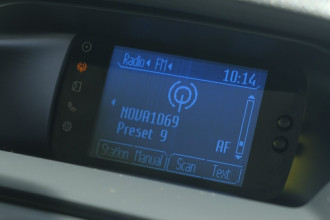 Radio FM
10:14
NOVA1069
Preset 9
AF
Station Manual Scan Text